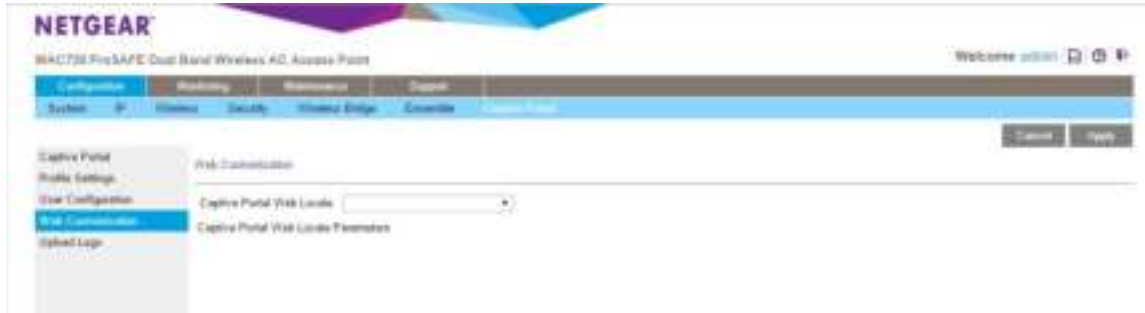 NETGEAR
WAC730 ProSAFE Dual Band Wireless AC Access Point
Welcome admin
Configuration Monitoring Maintenance Support
System IP Wireless Security Wireless Bridge Ensemble Captive Portal
Cancel Apply
Captive Portal
Profile Settings
User Configuration
Web Customization
Upload Logo
Web Customization
Captive Portal Web Locale
Captive Portal Web Locale Parameters